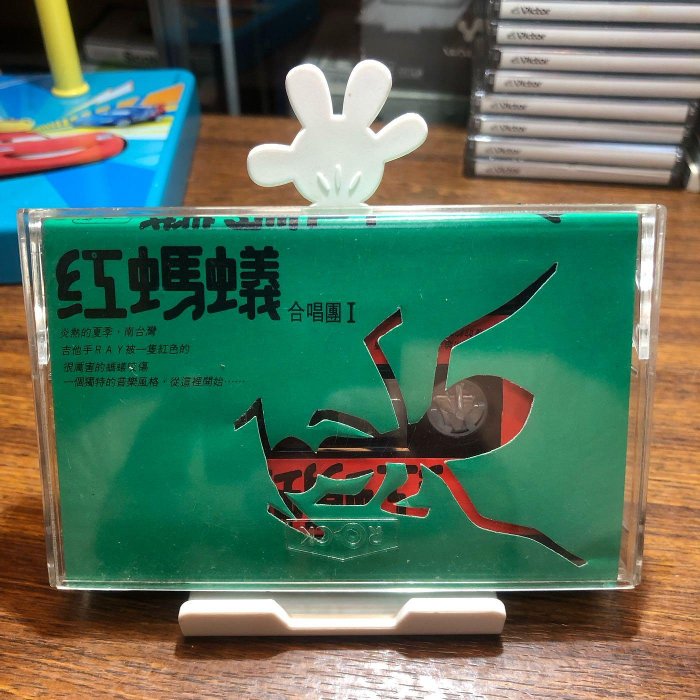 Victor
Victor
Victor
Victor
Victor
Victor
Victor
Victor
紅螞蟻
合唱團 I
炎熱的夏季，南台灣
吉他手RAY被一隻紅色的
很厲害的螞蟻咬傷
一個獨特的音樂風格，從這裡開始……
ROCK